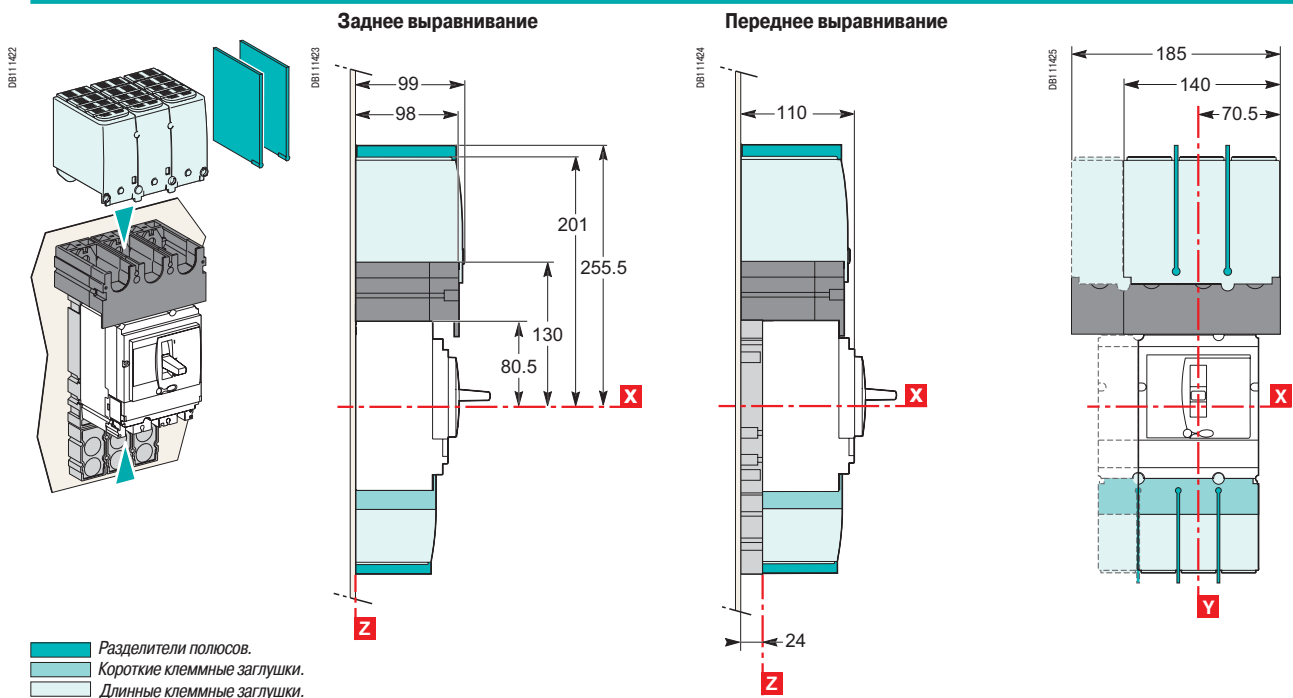 Заднее выравнивание
Переднее выравнивание
DB111422
DB111423
DB111424
DB111425
99
98
201
255.5
130
80.5
X
Z
110
X
24
Z
185
140
70.5
X
Y
Разделители полюсов.
Короткие клеммные заглушки.
Длинные клеммные заглушки.